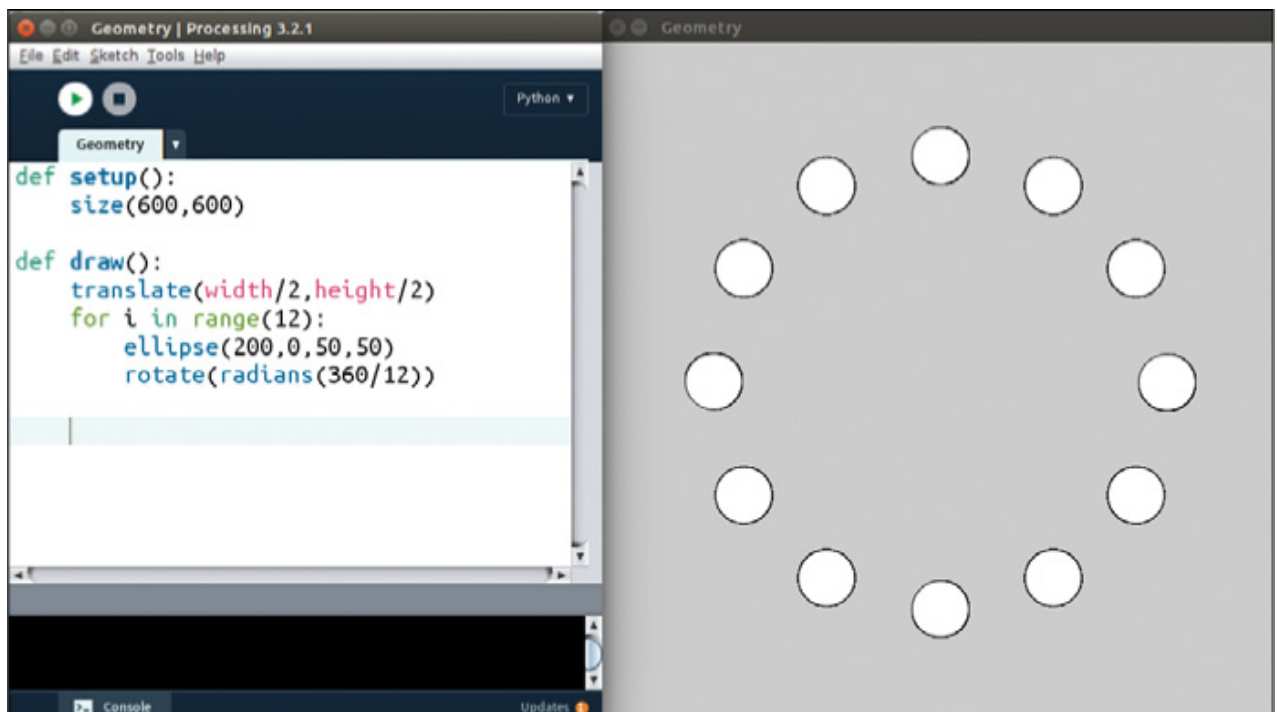 Geometry | Processing 3.2.1
File Edit Sketch Tools Help
Python
Geometry
def setup():
    size(600,600)
def draw():
    translate(width/2,height/2)
    for i in range(12):
        ellipse(200,0,50,50)
        rotate(radians(360/12))
Console
Updates 1
Geometry